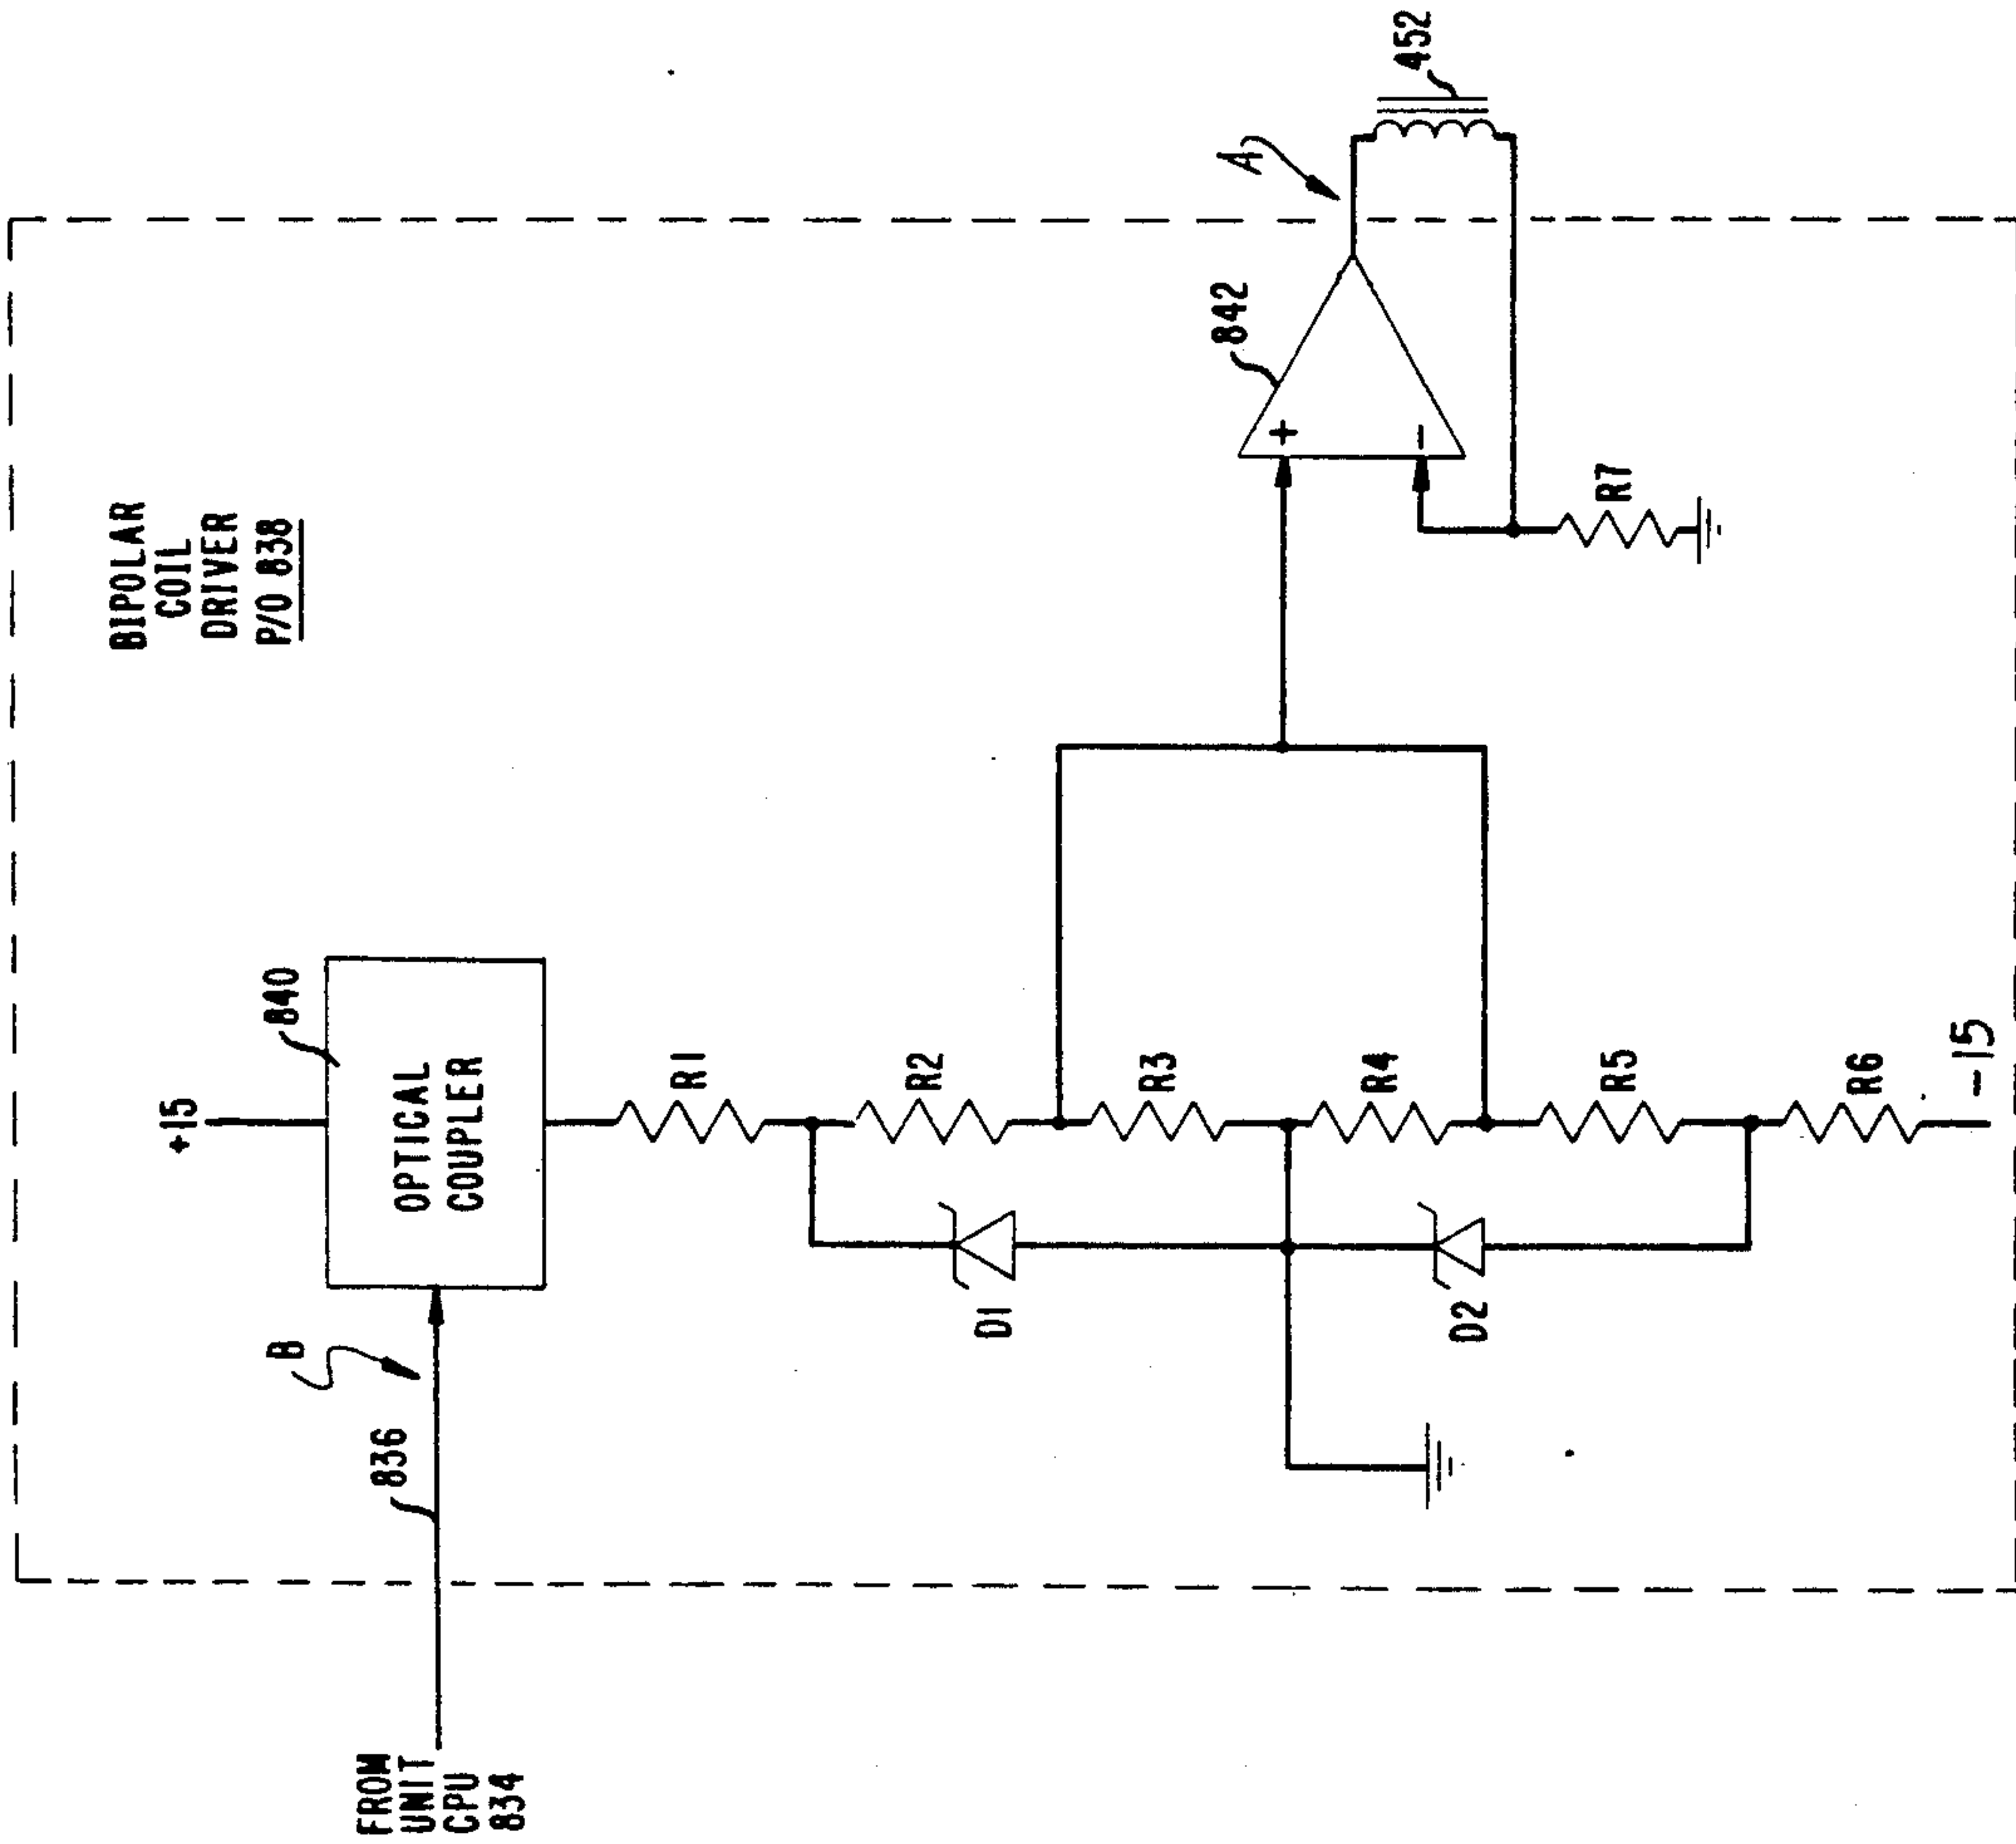 BIPOLAR
COIL
DRIVER
P/O 838
+15
840
OPTICAL
COUPLER
B
836
FROM
UNIT
CPU
834
R1
R2
R3
R4
R5
R6
-15
D1
D2
842
+
-
A
452
R7